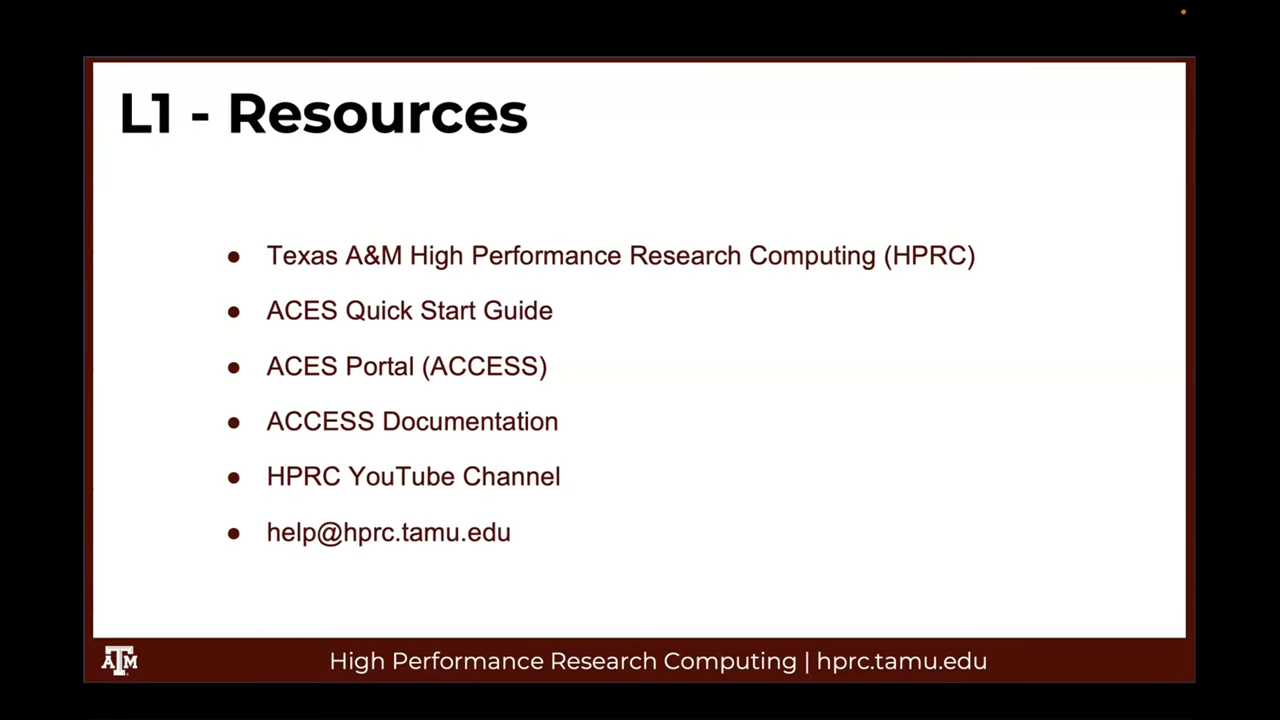 L1 - Resources
● Texas A&M High Performance Research Computing (HPRC)
● ACES Quick Start Guide
● ACES Portal (ACCESS)
● ACCESS Documentation
● HPRC YouTube Channel
● help@hprc.tamu.edu
ATM High Performance Research Computing | hprc.tamu.edu